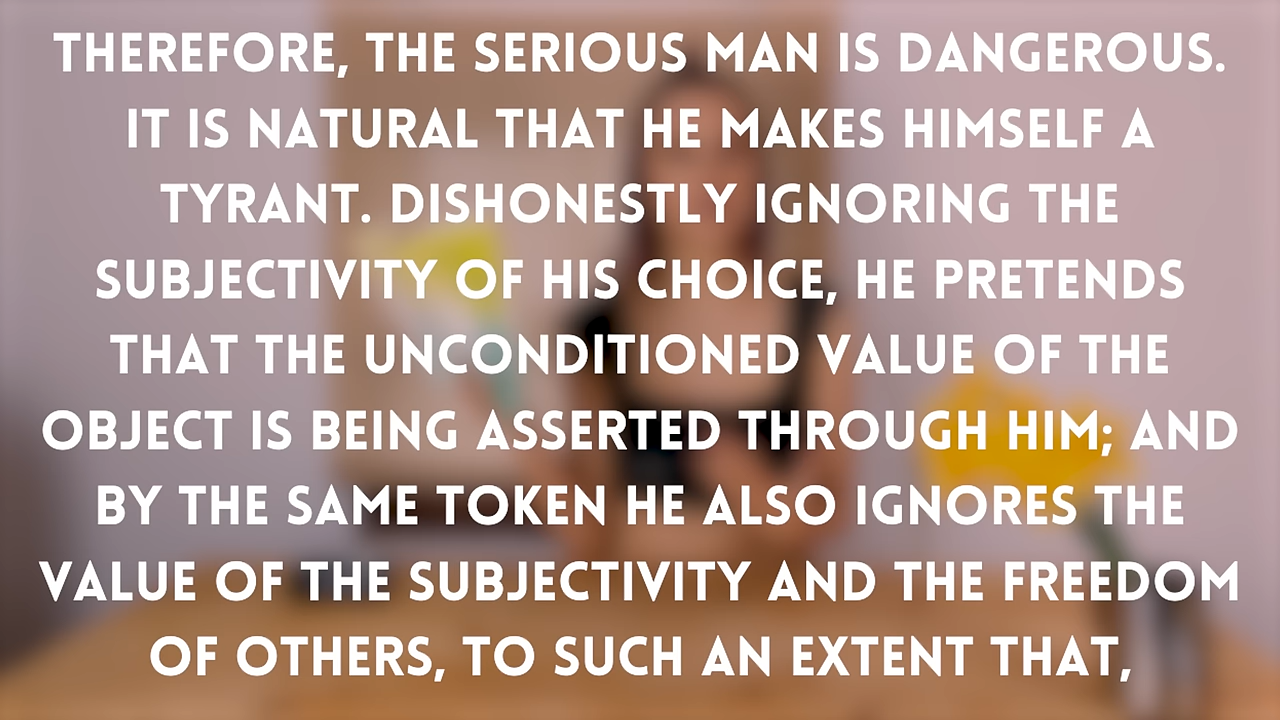 THEREFORE, THE SERIOUS MAN IS DANGEROUS.
IT IS NATURAL THAT HE MAKES HIMSELF A
TYRANT. DISHONESTLY IGNORING THE
SUBJECTIVITY OF HIS CHOICE, HE PRETENDS
THAT THE UNCONDITIONED VALUE OF THE
OBJECT IS BEING ASSERTED THROUGH HIM; AND
BY THE SAME TOKEN HE ALSO IGNORES THE
VALUE OF THE SUBJECTIVITY AND THE FREEDOM
OF OTHERS, TO SUCH AN EXTENT THAT,